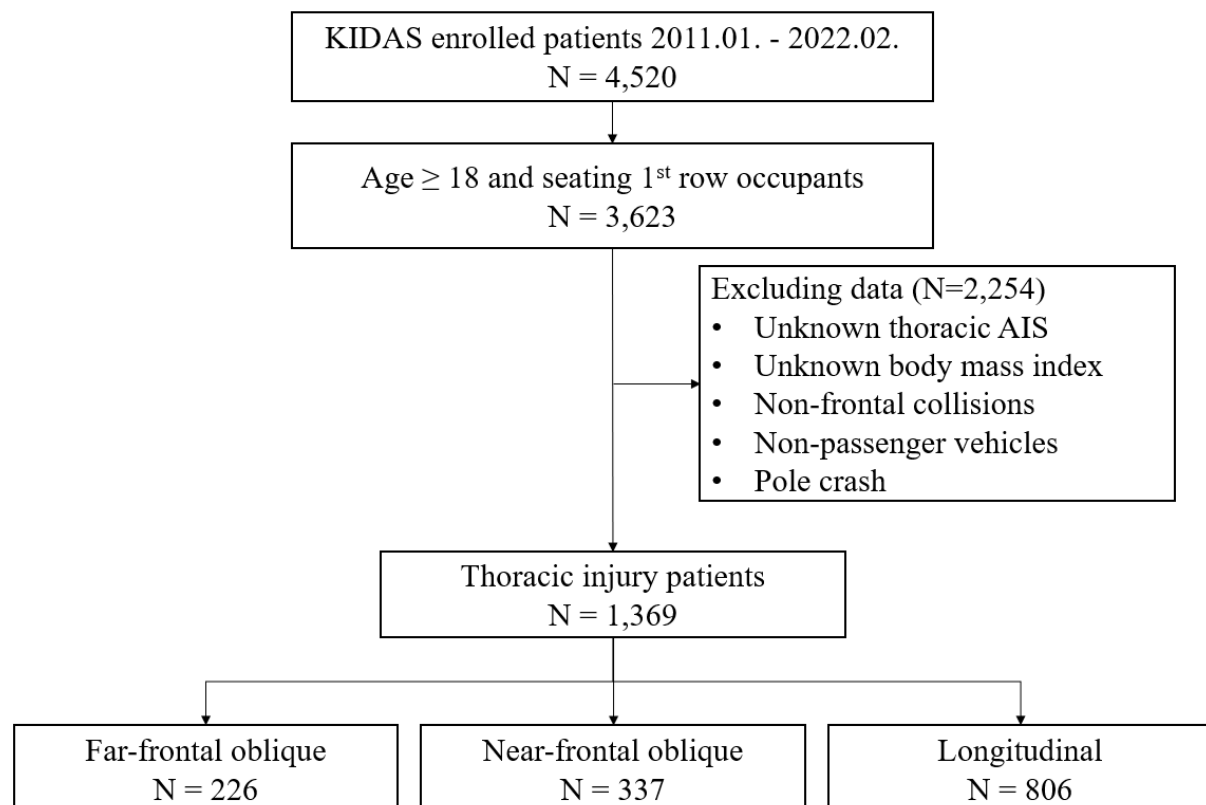 KIDAS enrolled patients 2011.01. - 2022.02.
N = 4,520
Age ≥ 18 and seating 1st row occupants
N = 3,623
Excluding data (N=2,254)
• Unknown thoracic AIS
• Unknown body mass index
• Non-frontal collisions
• Non-passenger vehicles
• Pole crash
Thoracic injury patients
N = 1,369
Far-frontal oblique
N = 226
Near-frontal oblique
N = 337
Longitudinal
N = 806